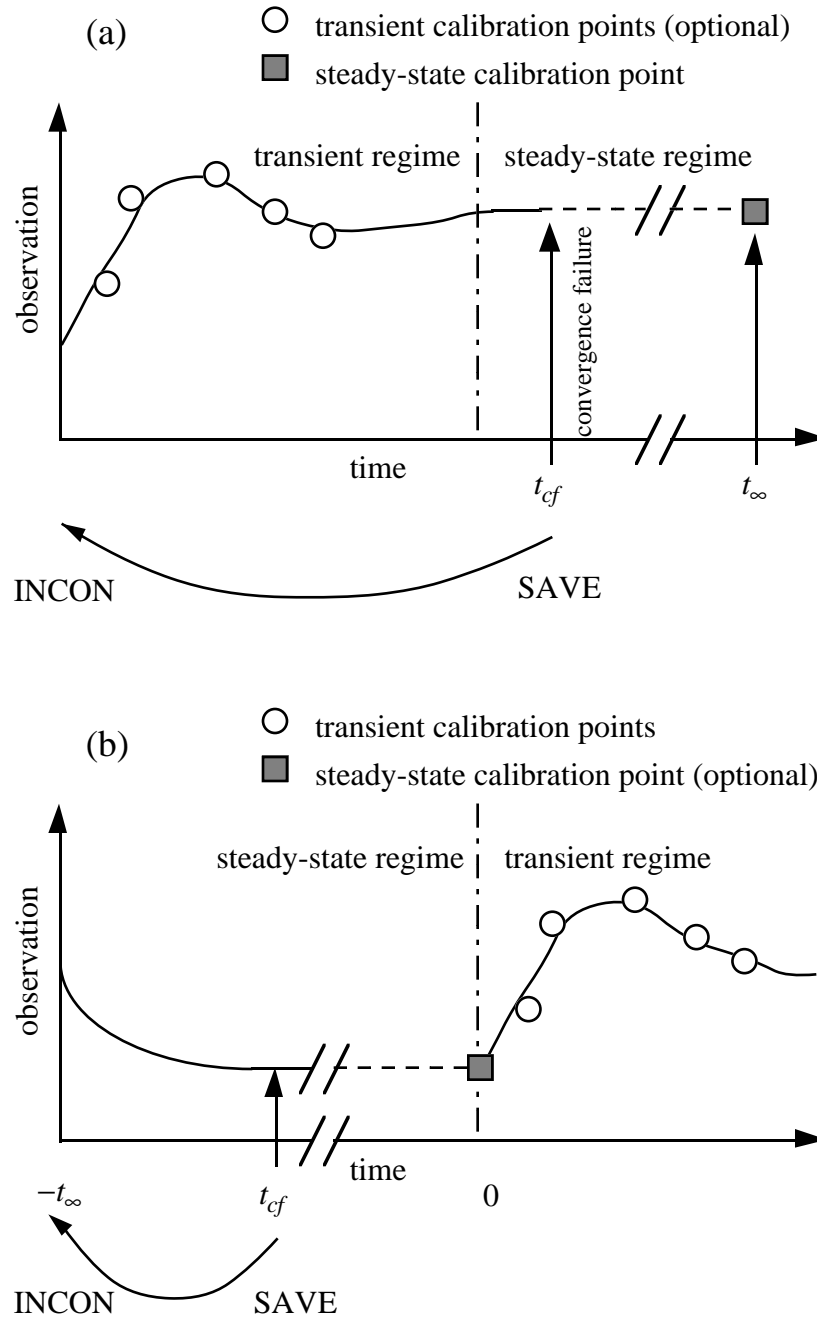 (a)
transient calibration points (optional)
steady-state calibration point
transient regime
steady-state regime
observation
convergence failure
time
t_cf
t_∞
INCON
SAVE
(b)
transient calibration points
steady-state calibration point (optional)
steady-state regime
transient regime
observation
time
−t_∞
t_cf
0
INCON
SAVE